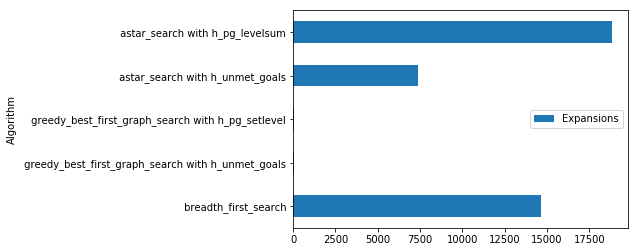 astar_search with h_pg_levelsum
astar_search with h_unmet_goals
greedy_best_first_graph_search with h_pg_setlevel
greedy_best_first_graph_search with h_unmet_goals
breadth_first_search
Algorithm
Expansions
0 2500 5000 7500 10000 12500 15000 17500